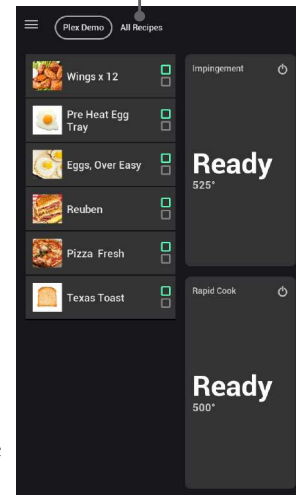 Plex Demo All Recipes
Wings x 12
Pre Heat Egg
Tray
Eggs, Over Easy
Reuben
Pizza Fresh
Texas Toast
Impingement
Ready
525°
Rapid Cook
Ready
500°